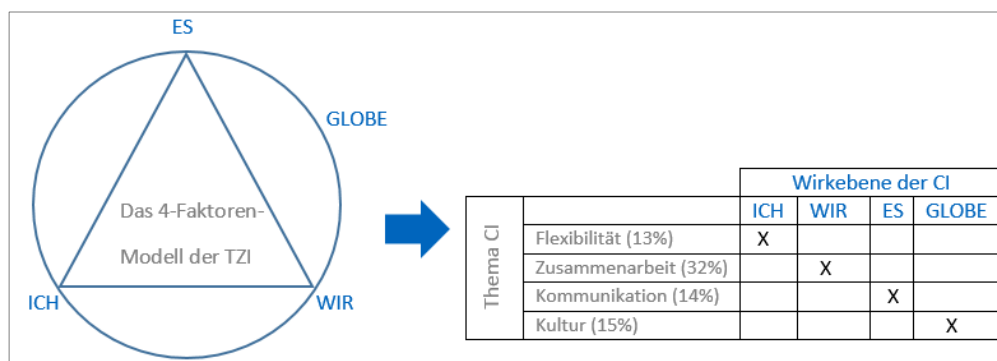 ES
GLOBE
Das 4-Faktoren-
Modell der TZI
ICH
WIR
Wirkebene der CI
ICH WIR ES GLOBE
Thema CI
Flexibilität (13%) X
Zusammenarbeit (32%) X
Kommunikation (14%) X
Kultur (15%) X